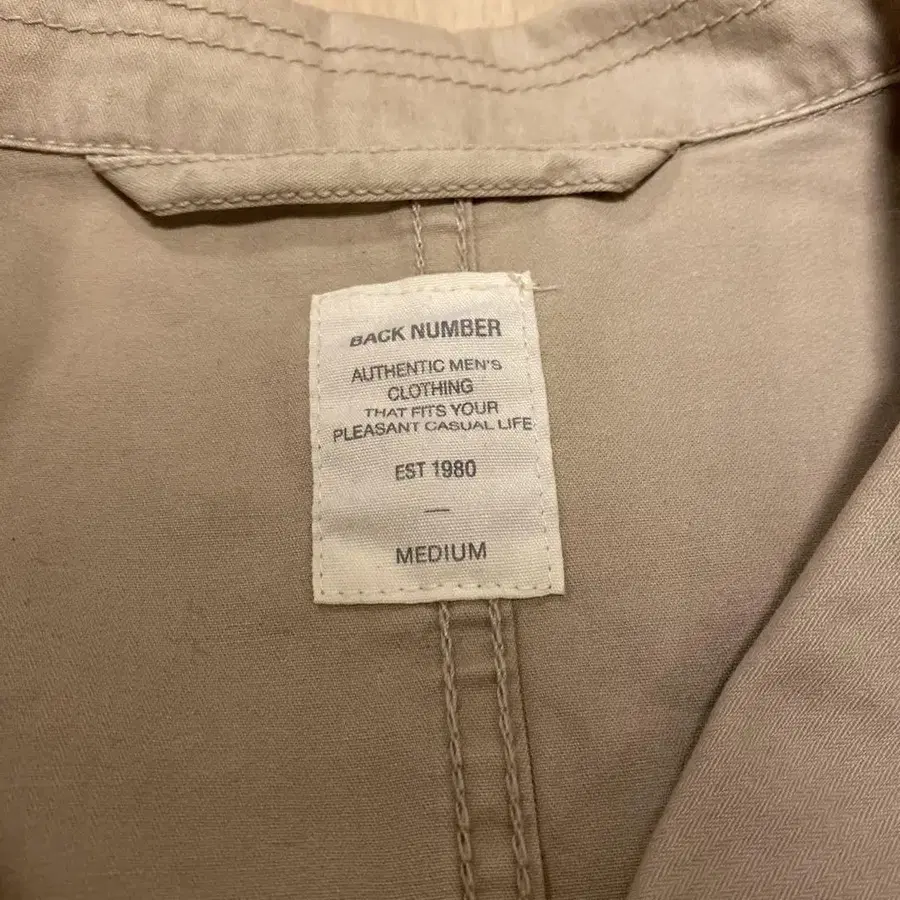 BACK NUMBER
AUTHENTIC MEN'S
CLOTHING
THAT FITS YOUR
PLEASANT CASUAL LIFE
EST 1980
—
MEDIUM